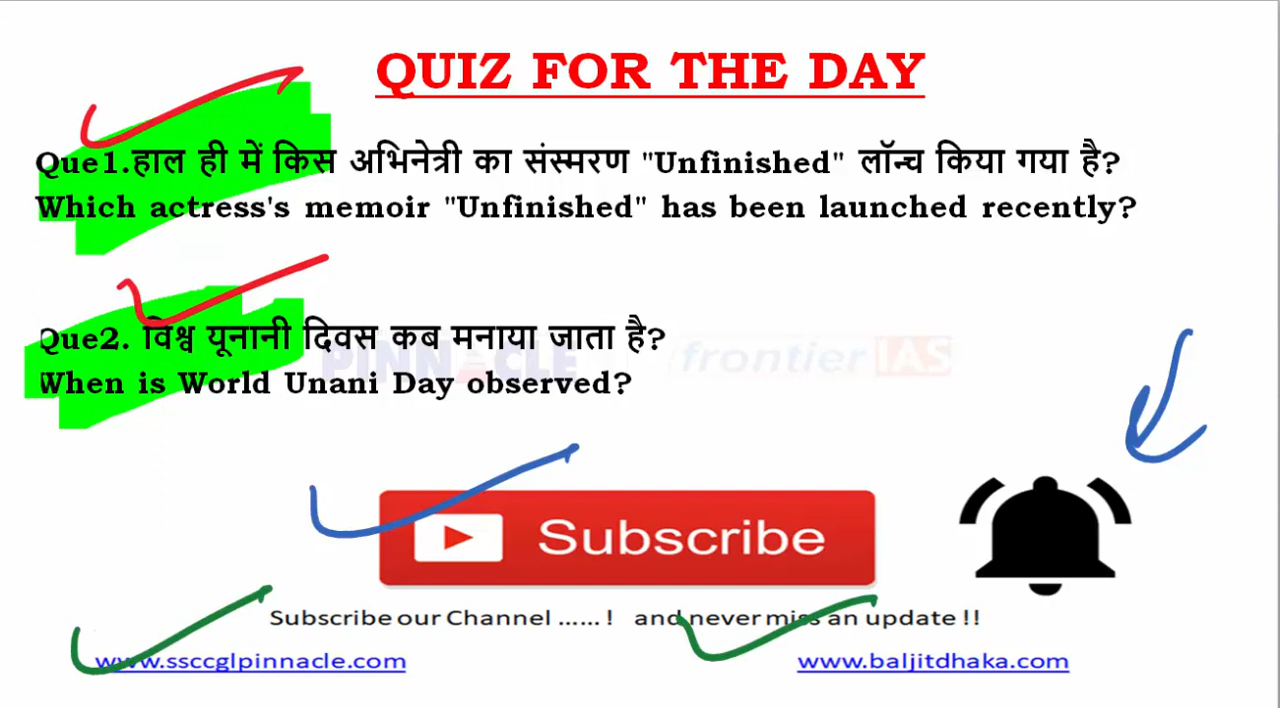 QUIZ FOR THE DAY
Que1.हाल ही में किस अभिनेत्री का संस्मरण "Unfinished" लॉन्च किया गया है?
Which actress's memoir "Unfinished" has been launched recently?
Que2. विश्व यूनानी दिवस कब मनाया जाता है?
PINNACLE frontier IAS
When is World Unani Day observed?
Subscribe
Subscribe our Channel ...... ! and never miss an update !!
www.ssccglpinnacle.com www.baljitdhaka.com